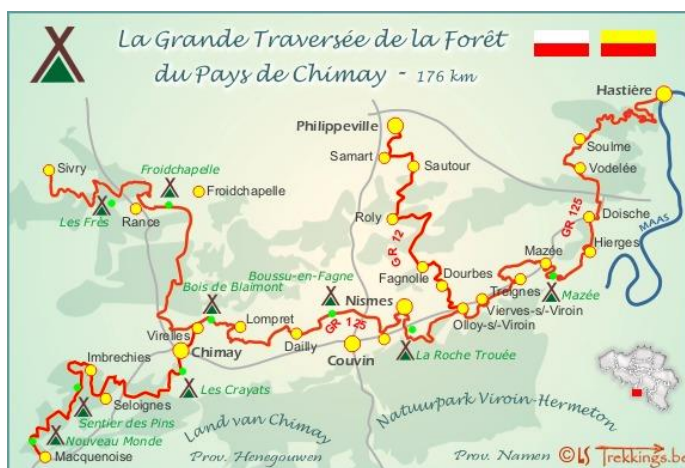 La Grande Traversée de la Forêt
du Pays de Chimay - 176 km
Hastière
Philippeville
Samart
Sautour
Soulme
Vodelée
Sivry
Froidchapelle
Froidchapelle
Les Frès
Rance
Roly
GR 12
GR 125
Doische
Hierges
MAAS
Mazée
Mazée
Fagnolle
Dourbes
Treignes
Vierves-s/-Viroin
Olloy-s/-Viroin
Boussu-en-Fagne
Bois de Blaimont
Nismes
Lompret
Virelles
Dailly
GR 125
Couvin
La Roche Trouée
Chimay
Imbrechies
Les Crayats
Seloignes
Sentier des Pins
Nouveau Monde
Macquenoise
Land van Chimay
Prov. Henegouwen
Natuurpark Viroin-Hermeton
Prov. Namen
© LS Trekkings.be